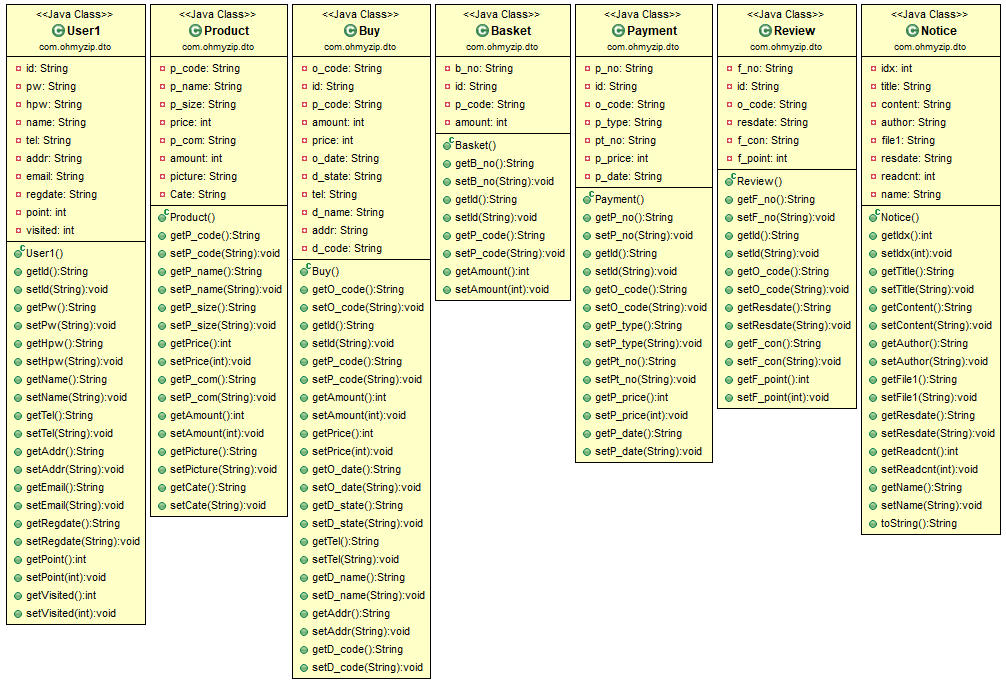 <<Java Class>>
User1
com.ohmyzip.dto
id: String
pw: String
hpw: String
name: String
tel: String
addr: String
email: String
regdate: String
point: int
visited: int
User1()
getId():String
setId(String):void
getPw():String
setPw(String):void
getHpw():String
setHpw(String):void
getName():String
setName(String):void
getTel():String
setTel(String):void
getAddr():String
setAddr(String):void
getEmail():String
setEmail(String):void
getRegdate():String
setRegdate(String):void
getPoint():int
setPoint(int):void
getVisited():int
setVisited(int):void
<<Java Class>>
Product
com.ohmyzip.dto
p_code: String
p_name: String
p_size: String
price: int
p_com: String
amount: int
picture: String
Cate: String
Product()
getP_code():String
setP_code(String):void
getP_name():String
setP_name(String):void
getP_size():String
setP_size(String):void
getPrice():int
setPrice(int):void
getP_com():String
setP_com(String):void
getAmount():int
setAmount(int):void
getPicture():String
setPicture(String):void
getCate():String
setCate(String):void
<<Java Class>>
Buy
com.ohmyzip.dto
o_code: String
id: String
p_code: String
amount: int
price: int
o_date: String
d_state: String
tel: String
d_name: String
addr: String
d_code: String
Buy()
getO_code():String
setO_code(String):void
getId():String
setId(String):void
getP_code():String
setP_code(String):void
getAmount():int
setAmount(int):void
getPrice():int
setPrice(int):void
getO_date():String
setO_date(String):void
getD_state():String
setD_state(String):void
getTel():String
setTel(String):void
getD_name():String
setD_name(String):void
getAddr():String
setAddr(String):void
getD_code():String
setD_code(String):void
<<Java Class>>
Basket
com.ohmyzip.dto
b_no: String
id: String
p_code: String
amount: int
Basket()
getB_no():String
setB_no(String):void
getId():String
setId(String):void
getP_code():String
setP_code(String):void
getAmount():int
setAmount(int):void
<<Java Class>>
Payment
com.ohmyzip.dto
p_no: String
id: String
o_code: String
p_type: String
pt_no: String
p_price: int
p_date: String
Payment()
getP_no():String
setP_no(String):void
getId():String
setId(String):void
getO_code():String
setO_code(String):void
getP_type():String
setP_type(String):void
getPt_no():String
setPt_no(String):void
getP_price():int
setP_price(int):void
getP_date():String
setP_date(String):void
<<Java Class>>
Review
com.ohmyzip.dto
f_no: String
id: String
o_code: String
resdate: String
f_con: String
f_point: int
Review()
getF_no():String
setF_no(String):void
getId():String
setId(String):void
getO_code():String
setO_code(String):void
getResdate():String
setResdate(String):void
getF_con():String
setF_con(String):void
getF_point():int
setF_point(int):void
<<Java Class>>
Notice
com.ohmyzip.dto
idx: int
title: String
content: String
author: String
file1: String
resdate: String
readcnt: int
name: String
Notice()
getIdx():int
setIdx(int):void
getTitle():String
setTitle(String):void
getContent():String
setContent(String):void
getAuthor():String
setAuthor(String):void
getFile1():String
setFile1(String):void
getResdate():String
setResdate(String):void
getReadcnt():int
setReadcnt(int):void
getName():String
setName(String):void
toString():String